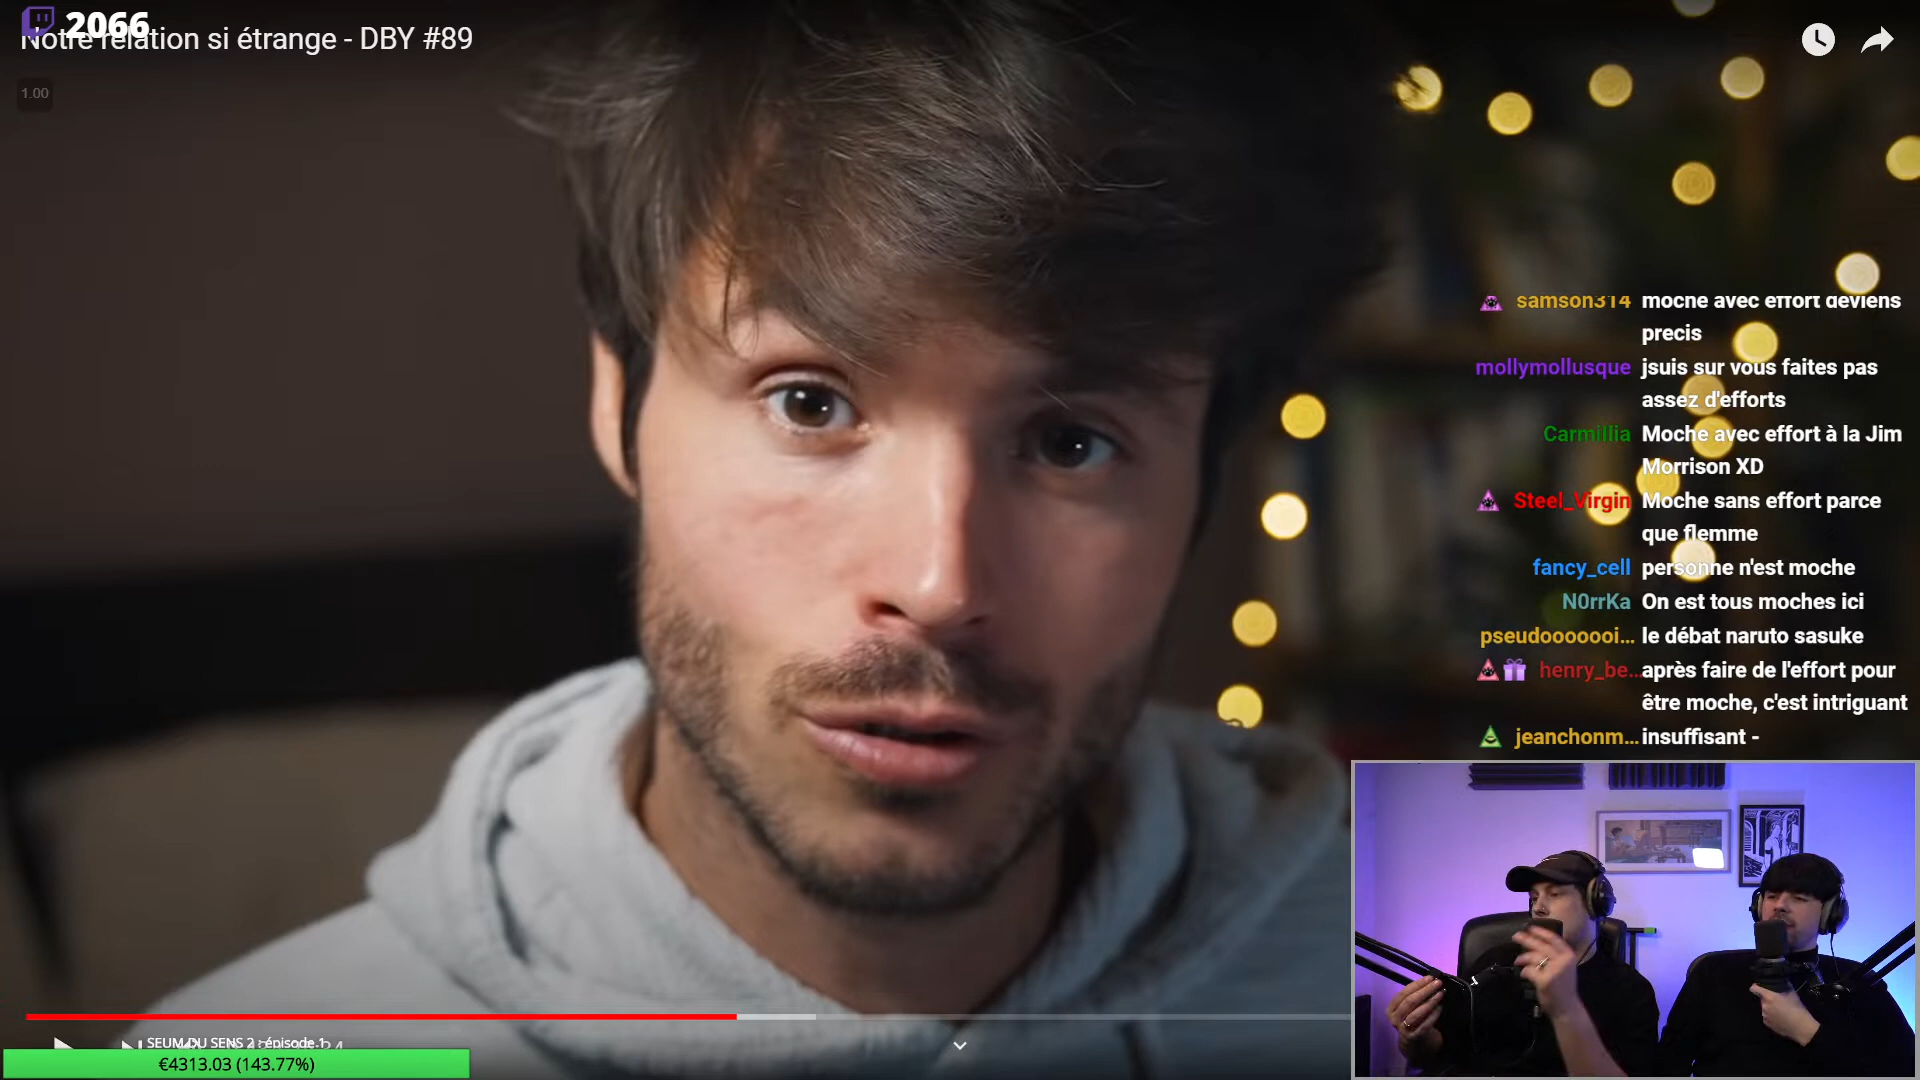 2066
Notre relation si étrange - DBY #89
1.00
samson314 moche avec effort deviens
precis
mollymollusque jsuis sur vous faites pas
assez d'efforts
Carmillia Moche avec effort à la Jim
Morrison XD
Steel_Virgin Moche sans effort parce
que flemme
fancy_cell personne n'est moche
N0rrKa On est tous moches ici
pseudooooooi… le débat naruto sasuke
henry_be… après faire de l'effort pour
être moche, c'est intriguant
jeanchonm… insuffisant -
SEUM DU SENS 2 : épisode 1
€4313.03 (143.77%)